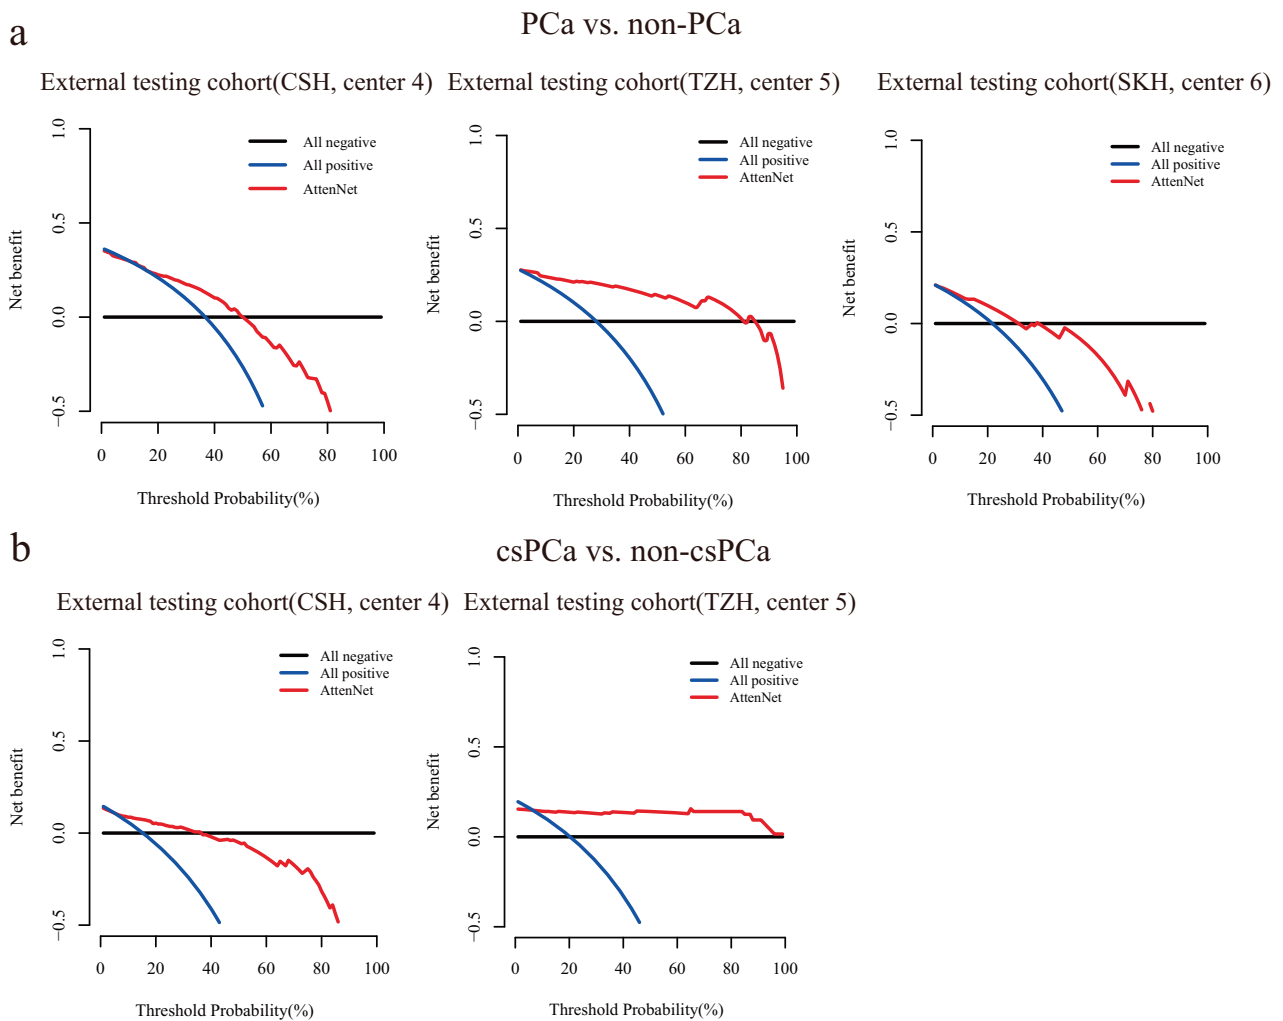 a
PCa vs. non-PCa
External testing cohort(CSH, center 4)
External testing cohort(TZH, center 5)
External testing cohort(SKH, center 6)
All negative
All positive
AttenNet
Net benefit
1.0
0.5
0.0
−0.5
0 20 40 60 80 100
Threshold Probability(%)
All negative
All positive
AttenNet
Net benefit
1.0
0.5
0.0
−0.5
0 20 40 60 80 100
Threshold Probability(%)
All negative
All positive
AttenNet
Net benefit
1.0
0.5
0.0
−0.5
0 20 40 60 80 100
Threshold Probability(%)
b
csPCa vs. non-csPCa
External testing cohort(CSH, center 4)
External testing cohort(TZH, center 5)
All negative
All positive
AttenNet
Net benefit
1.0
0.5
0.0
−0.5
0 20 40 60 80 100
Threshold Probability(%)
All negative
All positive
AttenNet
Net benefit
1.0
0.5
0.0
−0.5
0 20 40 60 80 100
Threshold Probability(%)